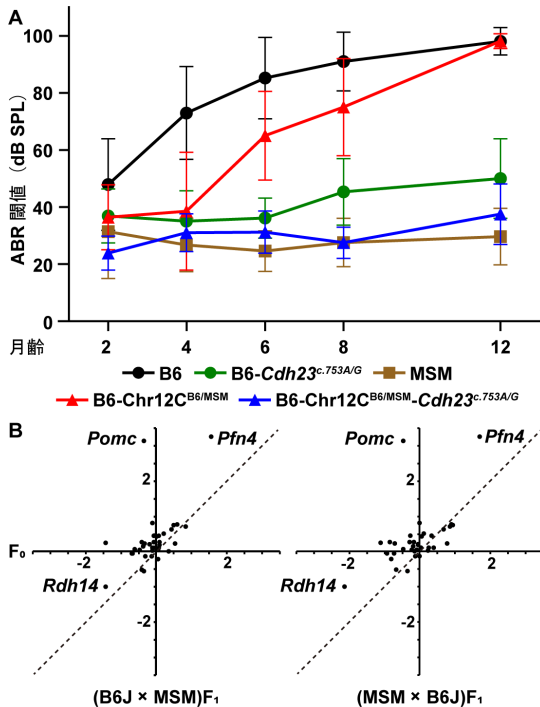 A
ABR 閾値 (dB SPL)
100
80
60
40
20
0
月齢
2 4 6 8 12
B6 B6-Cdh23c.753A/G MSM
B6-Chr12CB6/MSM B6-Chr12CB6/MSM-Cdh23c.753A/G
B
Pomc Pfn4
2
F₀
-2 2
Rdh14
-2
(B6J × MSM)F₁
Pomc Pfn4
2
-2 2
Rdh14
-2
(MSM × B6J)F₁